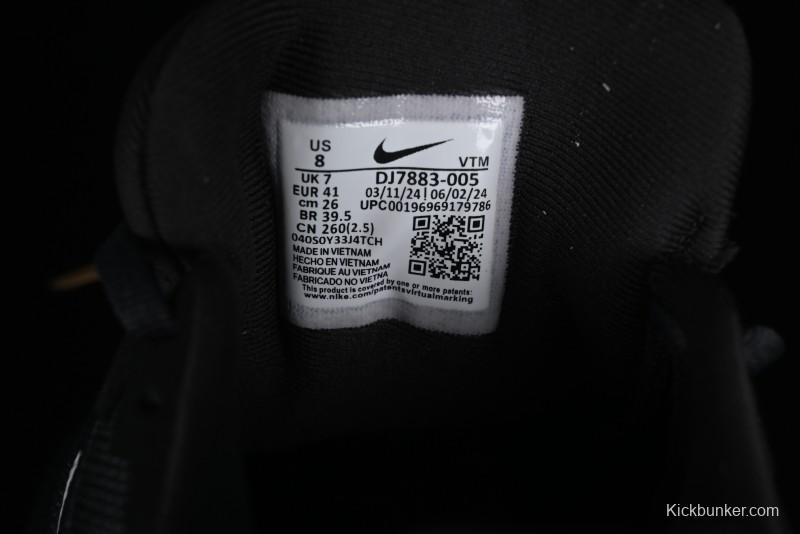 US
8
VTM
UK 7
DJ7883-005
EUR 41
03/11/24 | 06/02/24
cm 26
UPC00196969179786
BR 39.5
CN 260(2.5)
040SOY33J4TCH
MADE IN VIETNAM
HECHO EN VIETNAM
FABRIQUE AU VIETNAM
FABRICADO NO VIETNA
This product is covered by one or more patents:
www.nike.com/patentsvirtualmarking
Kickbunker.com